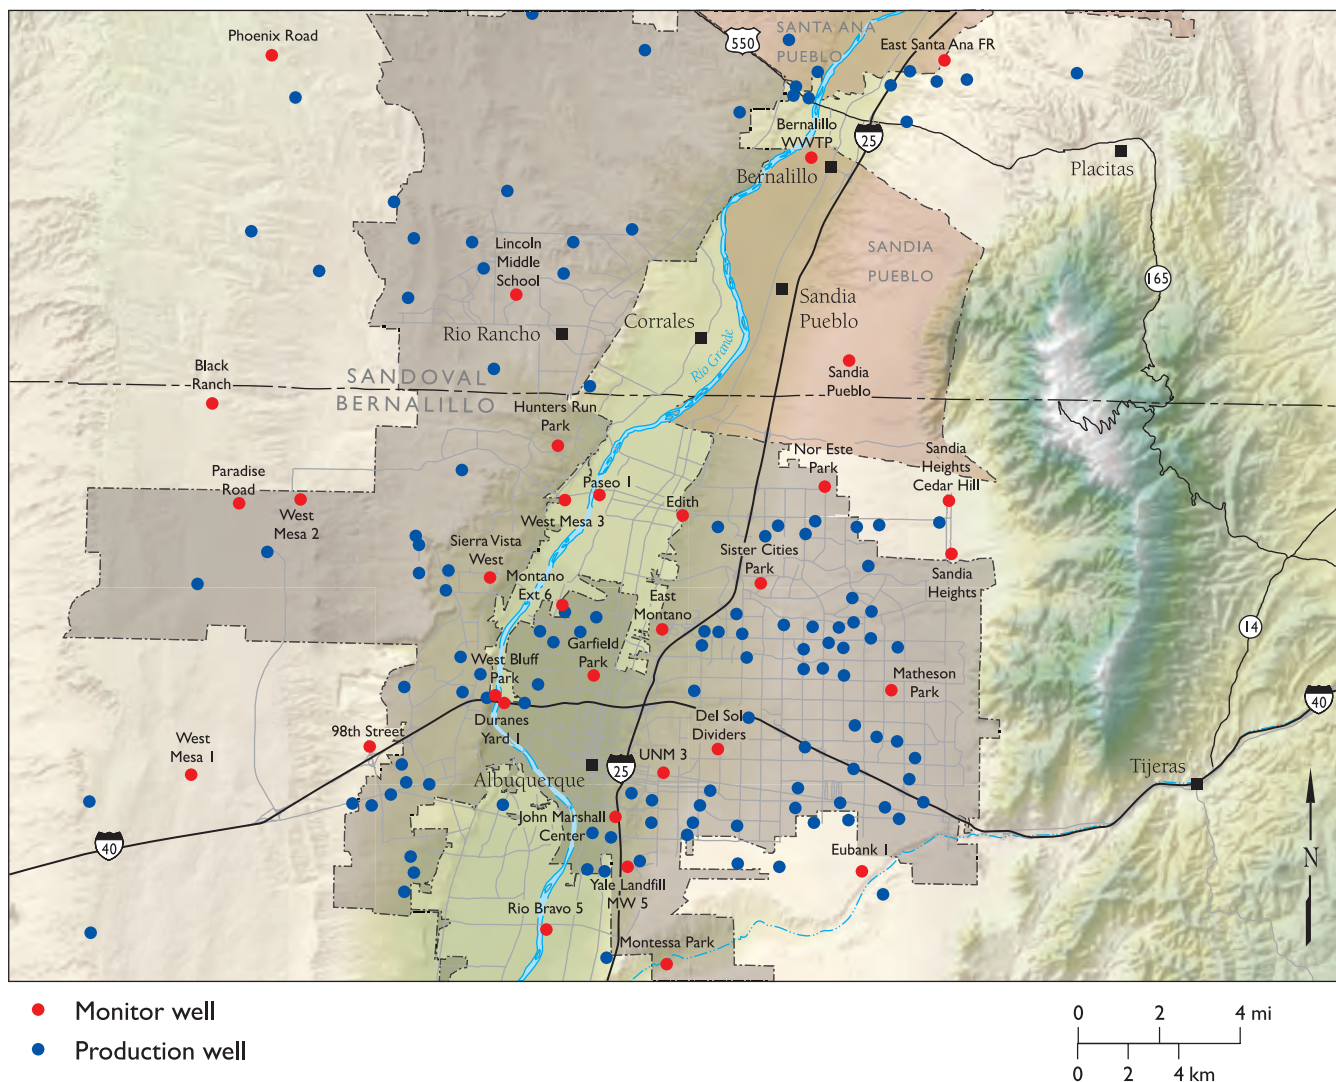 Phoenix Road
SANTA ANA
PUEBLO
550
East Santa Ana FR
Bernalillo
WWTP
25
Bernalillo
Placitas
SANDIA
PUEBLO
165
Lincoln
Middle
School
Sandia
Pueblo
Rio Rancho
Corrales
Rio Grande
Black
Ranch
SANDOVAL
BERNALILLO
Sandia
Pueblo
Hunters Run
Park
Nor Este
Park
Sandia
Heights
Cedar Hill
Paradise
Road
West
Mesa 2
Paseo 1
West Mesa 3
Edith
Sierra Vista
West
Sister Cities
Park
Sandia
Heights
Montano
Ext 6
East
Montano
14
Garfield
Park
West Bluff
Park
Matheson
Park
40
Duranes
Yard 1
Del Sol
Dividers
98th Street
West
Mesa 1
UNM 3
25
Albuquerque
Tijeras
John Marshall
Center
40
Eubank 1
N
Yale Landfill
MW 5
Rio Bravo 5
Montessa Park
Monitor well
Production well
0 2 4 mi
0 2 4 km